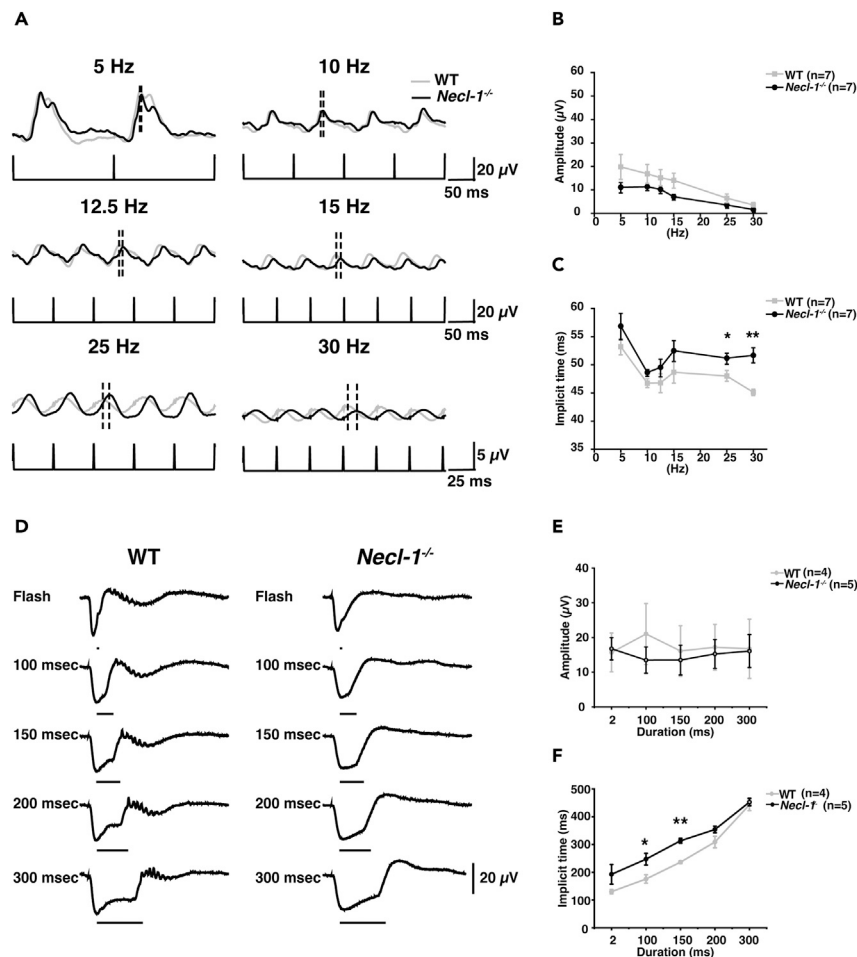 A
5 Hz
10 Hz
WT
Necl-1-/-
20 µV
50 ms
12.5 Hz
15 Hz
20 µV
50 ms
25 Hz
30 Hz
5 µV
25 ms
B
WT (n=7)
Necl-1-/- (n=7)
Amplitude (µV)
60
50
40
30
20
10
0
0 5 10 15 20 25 30
(Hz)
C
WT (n=7)
Necl-1-/- (n=7)
Implicit time (ms)
65
60
55
50
45
40
35
* **
0 5 10 15 20 25 30
(Hz)
D
WT
Necl-1-/-
Flash
Flash
100 msec
100 msec
150 msec
150 msec
200 msec
200 msec
300 msec
300 msec
20 µV
E
WT (n=4)
Necl-1-/- (n=5)
Amplitude (µV)
40
30
20
10
0
2 100 150 200 300
Duration (ms)
F
WT (n=4)
Necl-1- (n=5)
Implicit time (ms)
500
400
300
200
100
0
* **
2 100 150 200 300
Duration (ms)